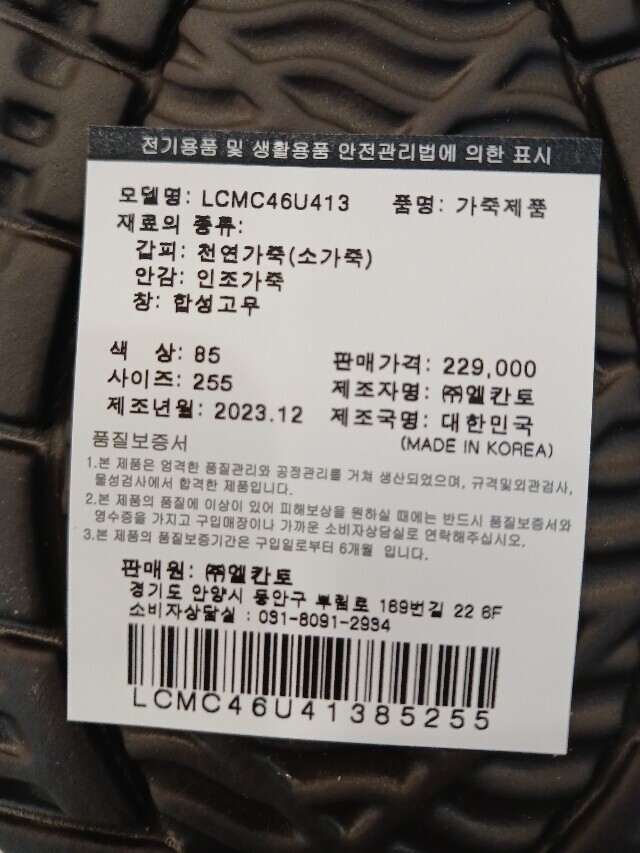 전기용품 및 생활용품 안전관리법에 의한 표시
모델명: LCMC46U413 품명: 가죽제품
재료의 종류:
갑피: 천연가죽(소가죽)
안감: 인조가죽
창: 합성고무
색 상: 85 판매가격: 229,000
사이즈: 255 제조자명: ㈜엘칸토
제조년월: 2023.12 제조국명: 대한민국
(MADE IN KOREA)
품질보증서
1.본 제품은 엄격한 품질관리와 공정관리를 거쳐 생산되었으며, 규격및외관검사,
물성검사에서 합격한 제품입니다.
2.본 제품의 품질에 이상이 있어 피해보상을 원하실 때에는 반드시 품질보증서와
영수증을 가지고 구입매장이나 가까운 소비자상담실로 연락해주십시오.
3.본 제품의 품질보증기간은 구입일로부터 6개월 입니다.
판매원: ㈜엘칸토
경기도 안양시 동안구 부림로 169번길 22 6F
소비자상담실 : 031-8091-2934
LCMC46U41385255